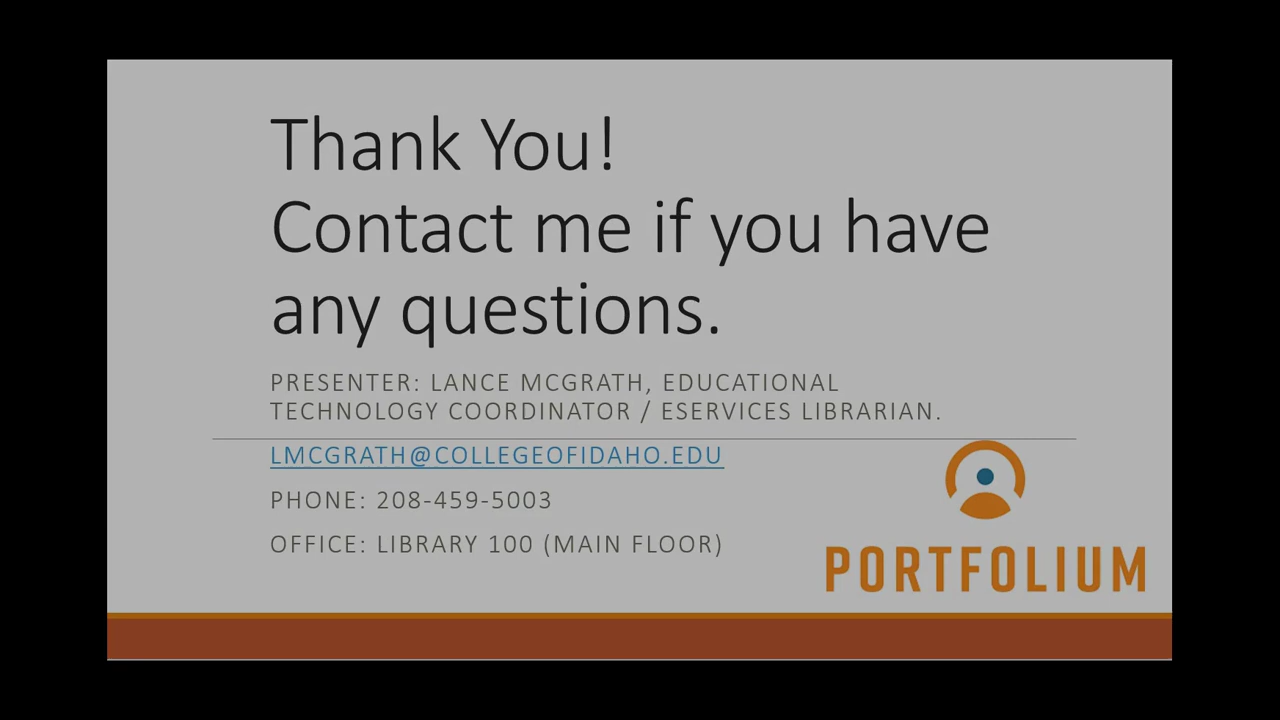 Thank You!
Contact me if you have
any questions.
PRESENTER: LANCE MCGRATH, EDUCATIONAL
TECHNOLOGY COORDINATOR / ESERVICES LIBRARIAN.
LMCGRATH@COLLEGEOFIDAHO.EDU
PHONE: 208-459-5003
OFFICE: LIBRARY 100 (MAIN FLOOR)
PORTFOLIUM